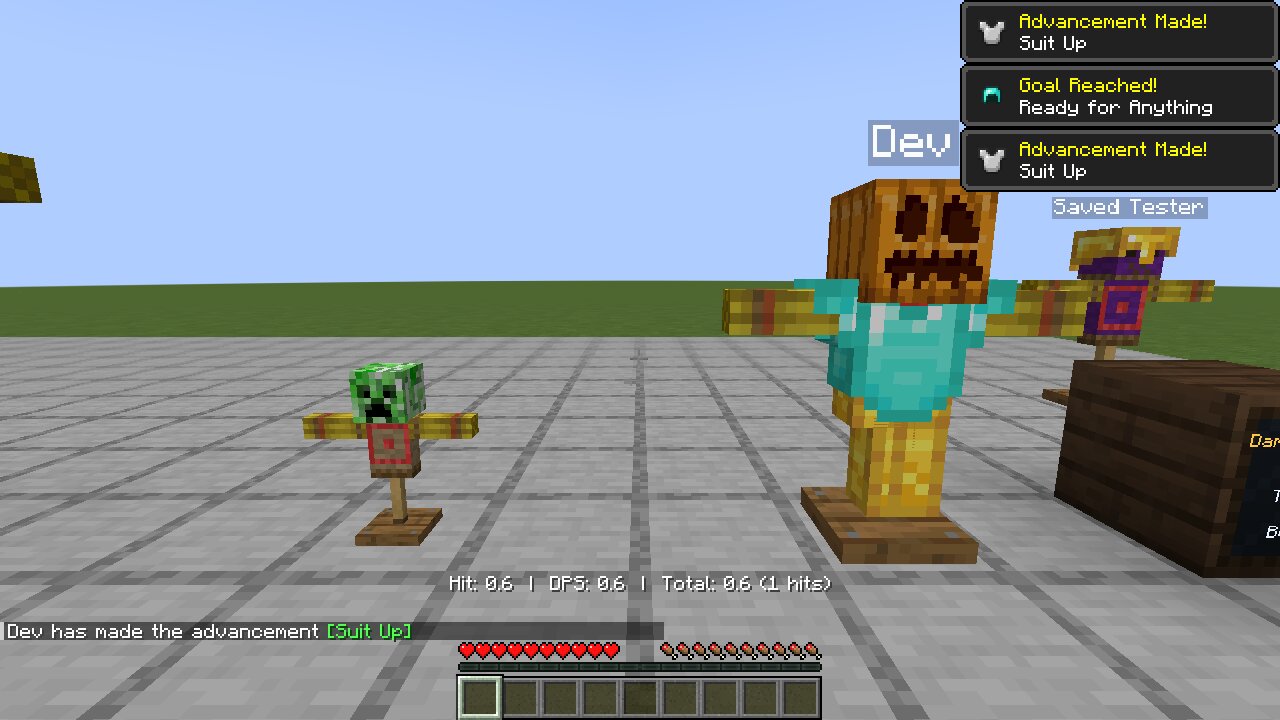 Advancement Made!
Suit Up
Goal Reached!
Ready for Anything
Advancement Made!
Suit Up
Dev
Saved Tester
Hit: 0.6 | DPS: 0.6 | Total: 0.6 (1 hits)
Dev has made the advancement [Suit Up]